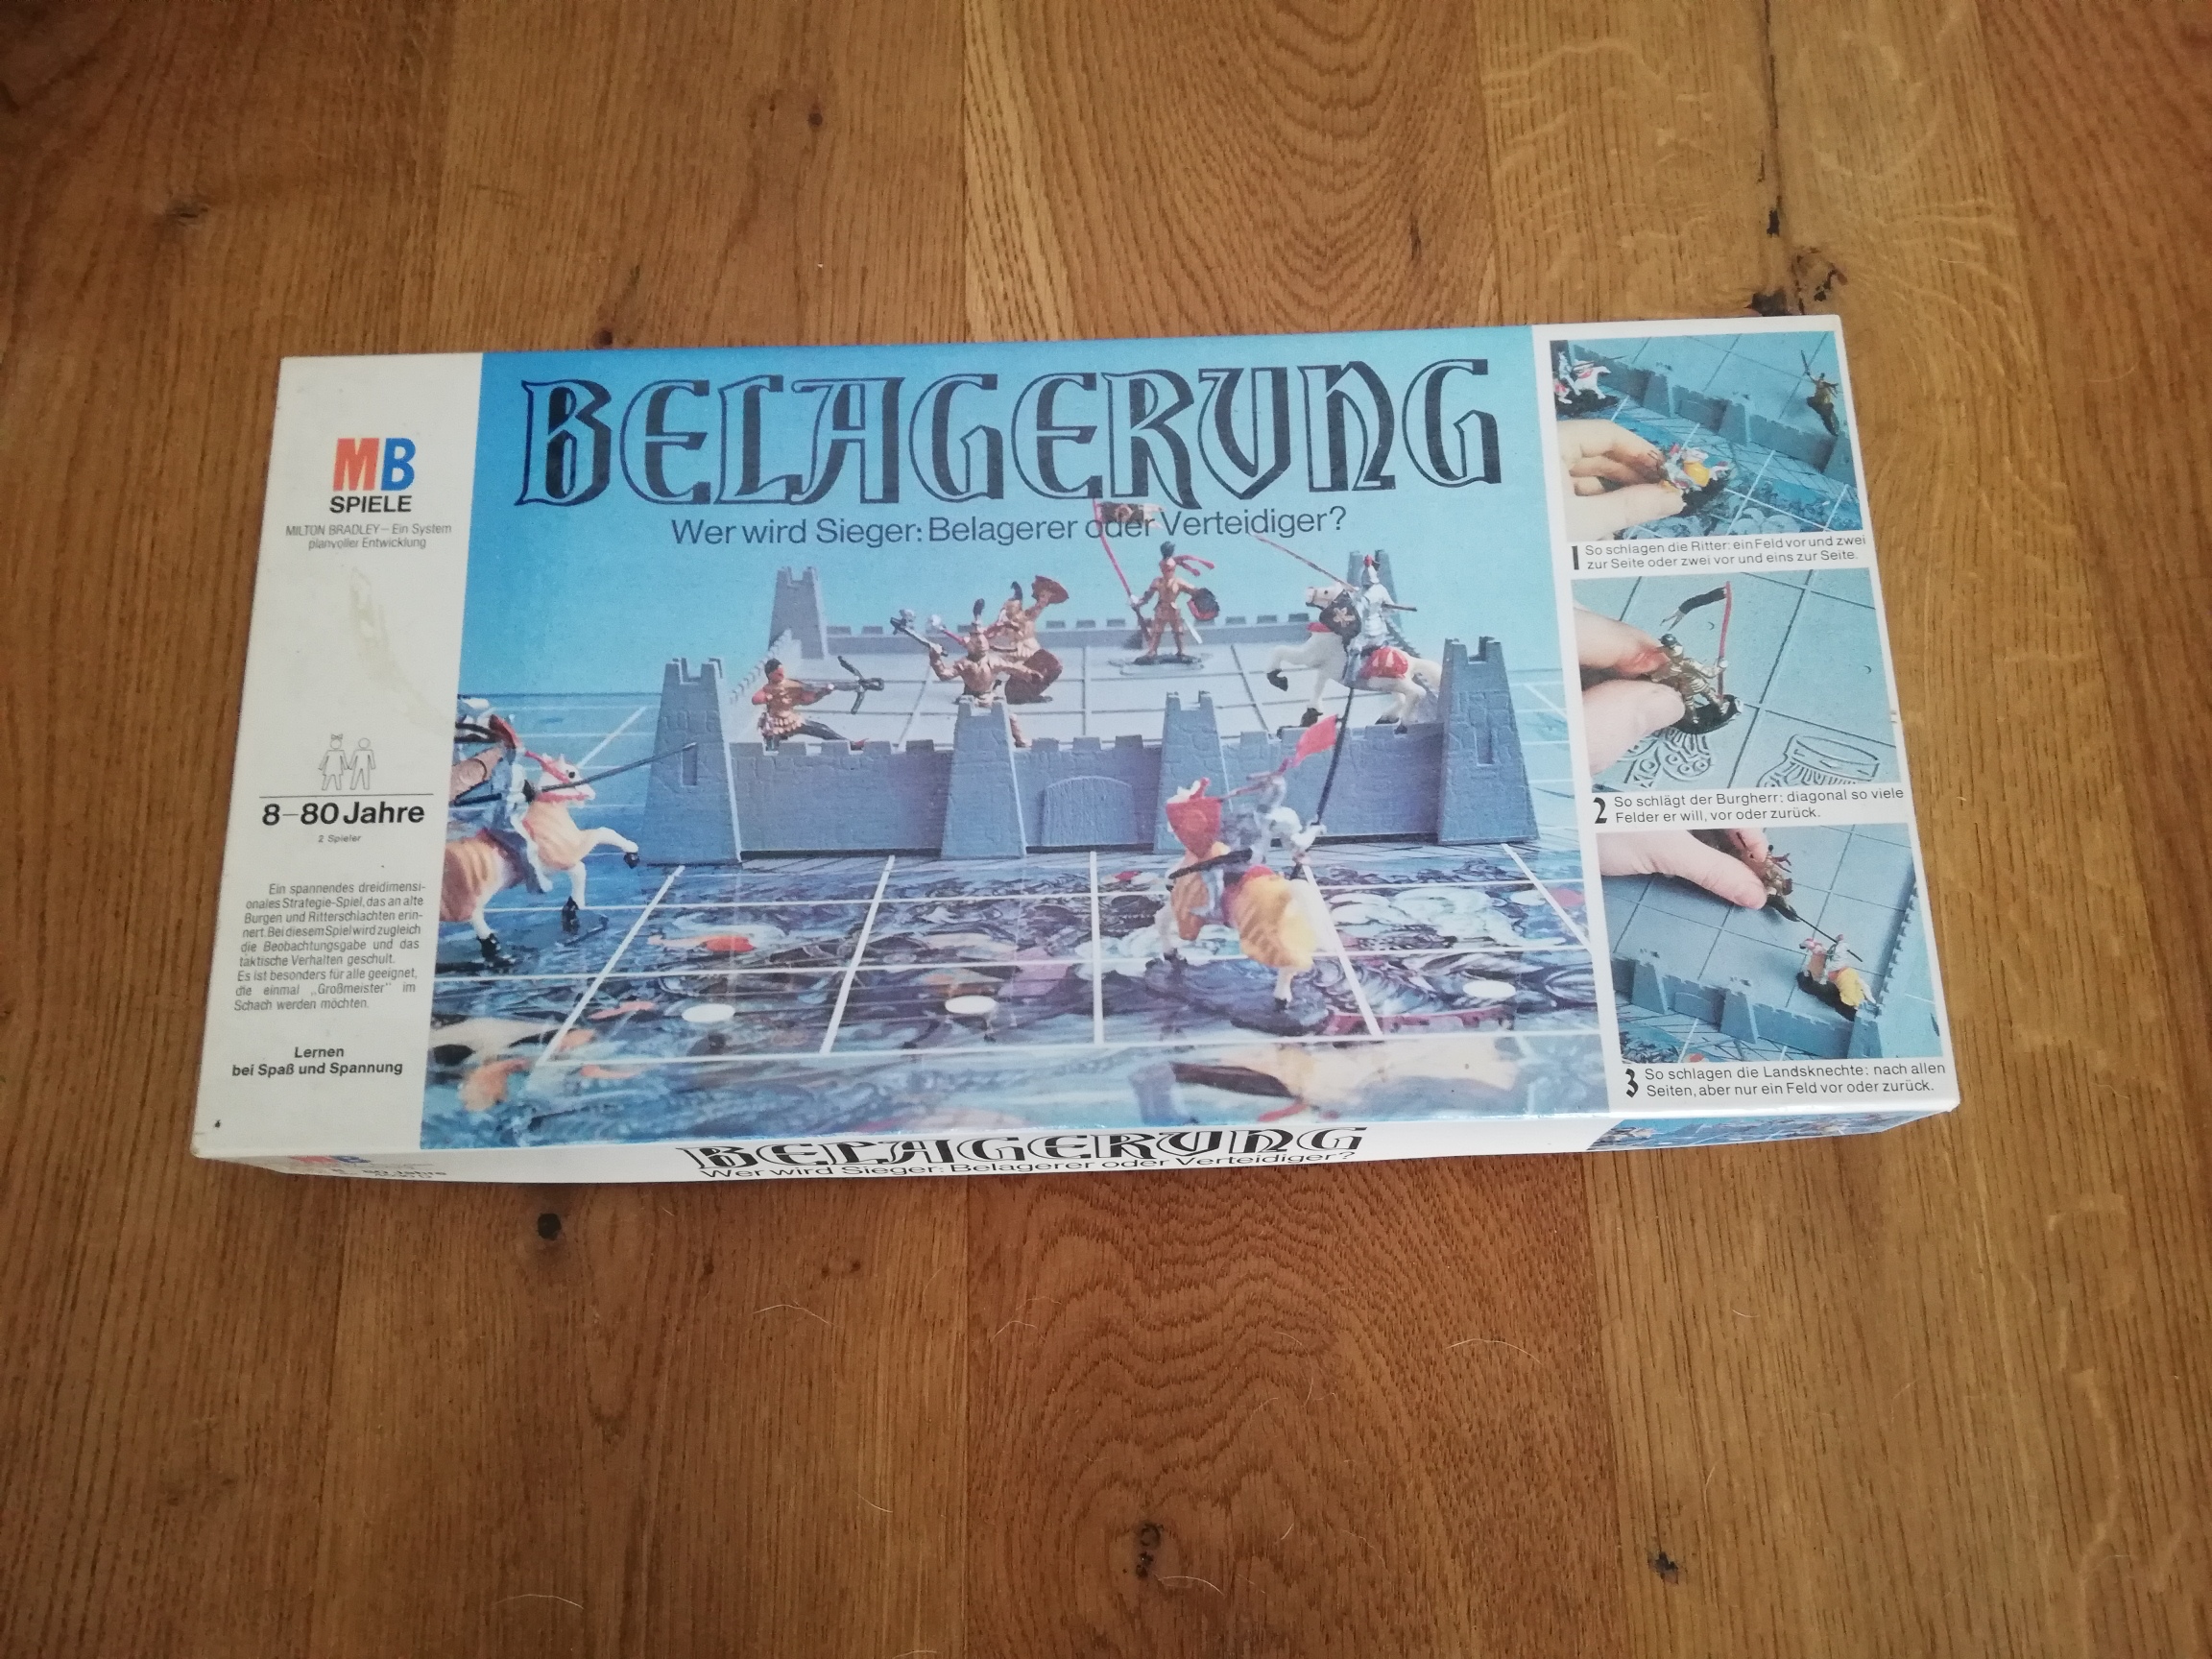 BELAGERUNG
Wer wird Sieger: Belagerer oder Verteidiger?
MB
SPIELE
MILTON BRADLEY – Ein System
planvoller Entwicklung
8–80 Jahre
2 Spieler
Ein spannendes dreidimensi-
onales Strategie-Spiel, das an alte
Burgen und Ritterschlachten erin-
nert. Bei diesem Spiel wird zugleich
die Beobachtungsgabe und das
taktische Verhalten geschult.
Es ist besonders für alle geeignet,
die einmal „Großmeister" im
Schach werden möchten.
Lernen
bei Spaß und Spannung
1 So schlagen die Ritter: ein Feld vor und zwei
zur Seite oder zwei vor und eins zur Seite.
2 So schlägt der Burgherr: diagonal so viele
Felder er will, vor oder zurück.
3 So schlagen die Landsknechte: nach allen
Seiten, aber nur ein Feld vor oder zurück.
MB
BELAGERUNG
Wer wird Sieger: Belagerer oder Verteidiger?